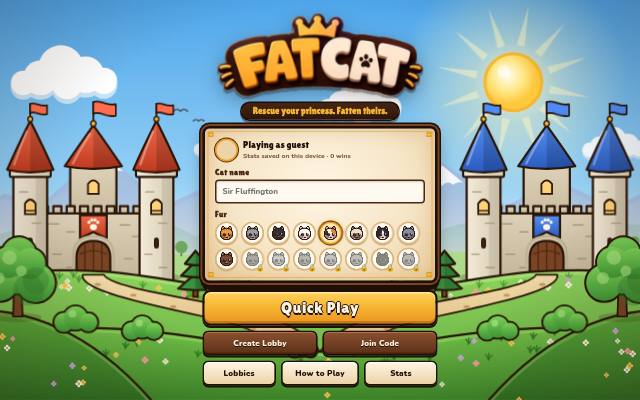 FATCAT
Rescue your princess. Fatten theirs.
Playing as guest
Stats saved on this device · 0 wins
Cat name
Sir Fluffington
Fur
Quick Play
Create Lobby
Join Code
Lobbies
How to Play
Stats